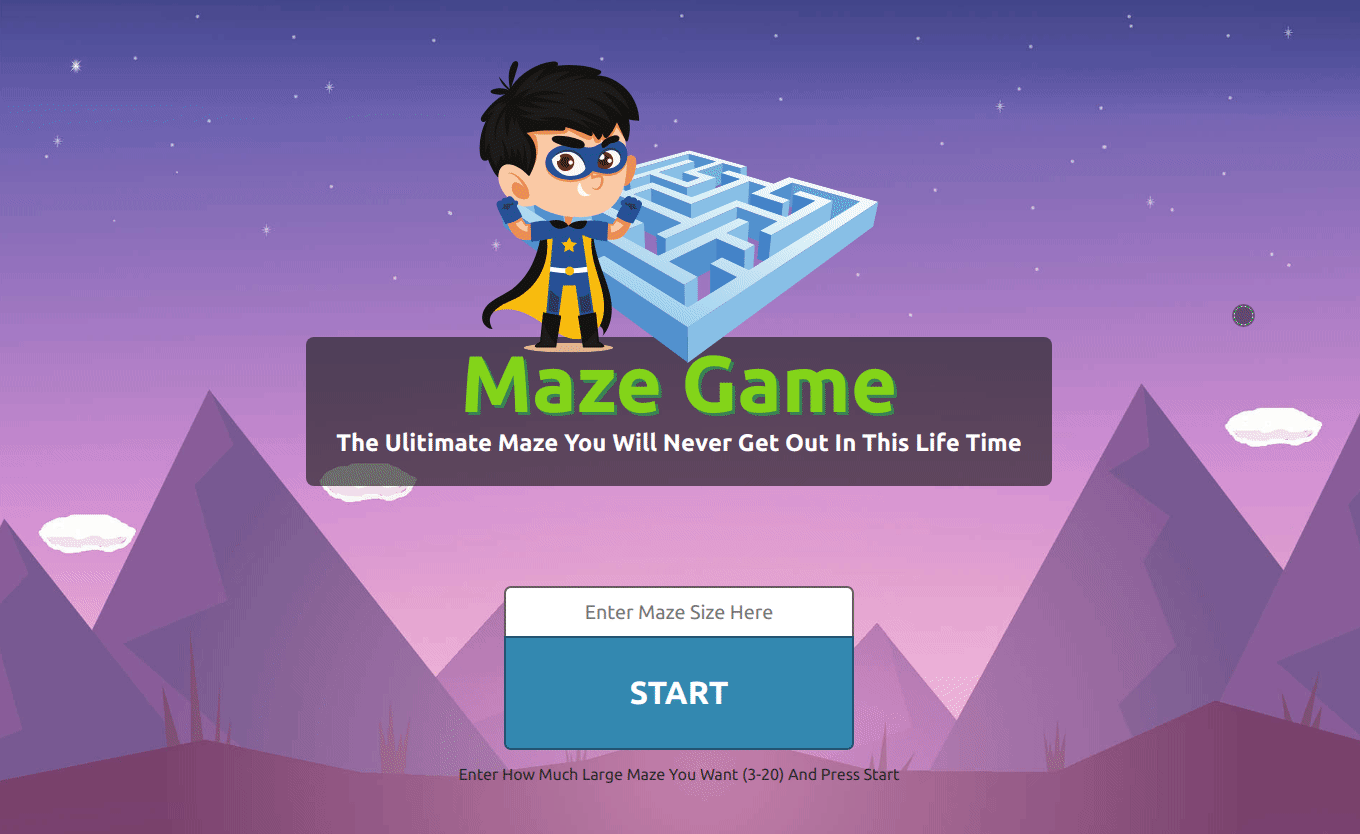 Maze Game
The Ulitimate Maze You Will Never Get Out In This Life Time
Enter Maze Size Here
START
Enter How Much Large Maze You Want (3-20) And Press Start